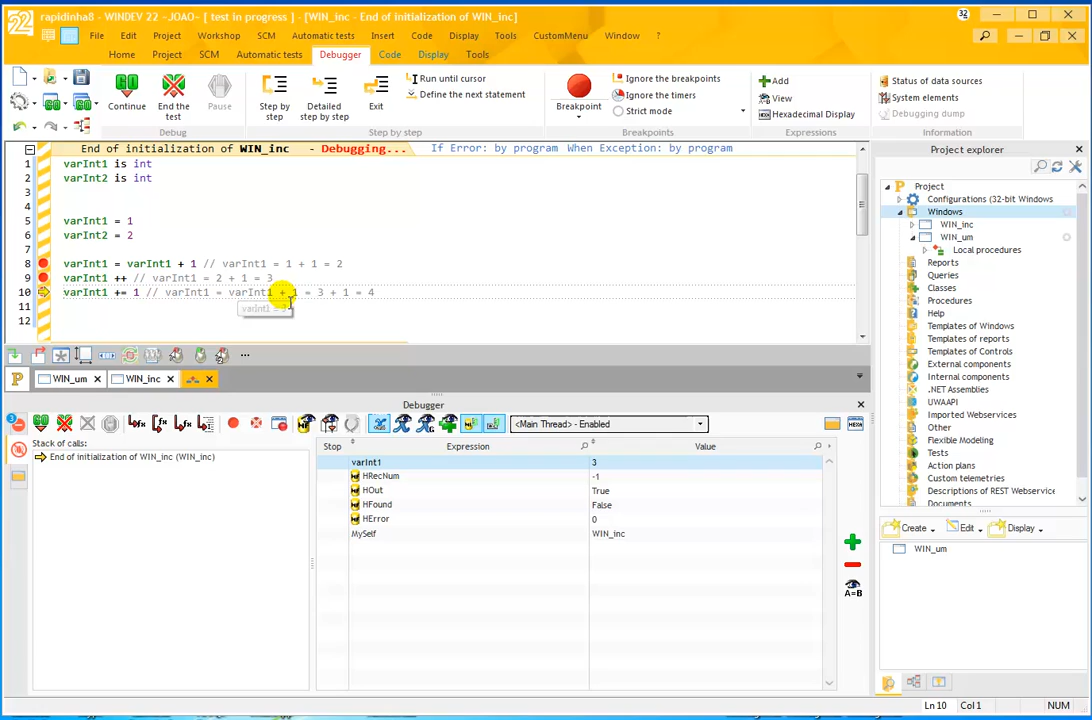 22 rapidinha8 - WINDEV 22 -JOAO- [ test in progress ] - [WIN_inc - End of initialization of WIN_inc] 32
File Edit Project Workshop SCM Automatic tests Insert Code Display Tools CustomMenu Window ?
Home Project SCM Automatic tests Debugger Code Display Tools
GO Continue End the test Pause
Debug
Step by step Detailed step by step Exit
Run until cursor
Define the next statement
Step by step
Breakpoint
Ignore the breakpoints
Ignore the timers
Strict mode
Breakpoints
Add
View
Hexadecimal Display
Expressions
Status of data sources
System elements
Debugging dump
Information
End of initialization of WIN_inc - Debugging... If Error: by program When Exception: by program
1 varInt1 is int
2 varInt2 is int
3
4
5 varInt1 = 1
6 varInt2 = 2
7
8 varInt1 = varInt1 + 1 // varInt1 = 1 + 1 = 2
9 varInt1 ++ // varInt1 = 2 + 1 = 3
10 varInt1 += 1 // varInt1 = varInt1 + 1 = 3 + 1 = 4
11 varInt1 = 3
12
WIN_um WIN_inc
Debugger
<Main Thread> - Enabled HEXA
Stack of calls:
End of initialization of WIN_inc (WIN_inc)
Stop Expression Value
varInt1 3
HRecNum -1
HOut True
HFound False
HError 0
MySelf WIN_inc
A=B
Project explorer
Project
Configurations (32-bit Windows
Windows
WIN_inc
WIN_um
Local procedures
Reports
Queries
Classes
Procedures
Help
Templates of Windows
Templates of reports
Templates of Controls
External components
Internal components
.NET Assemblies
UWAAPI
Imported Webservices
Other
Flexible Modeling
Tests
Action plans
Custom telemetries
Descriptions of REST Webservice
Documents
Create Edit Display
WIN_um
Ln 10 Col 1 NUM